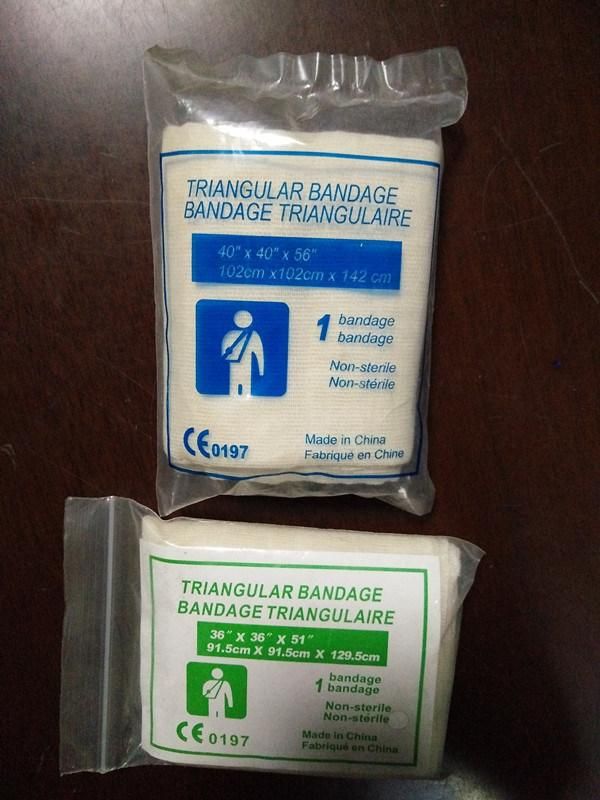 TRIANGULAR BANDAGE
BANDAGE TRIANGULAIRE
40" x 40" x 56"
102cm x102cm x 142 cm
1 bandage
bandage
Non-sterile
Non-stérile
CE0197
Made in China
Fabriqué en Chine
TRIANGULAR BANDAGE
BANDAGE TRIANGULAIRE
36" X 36" X 51"
91.5cm X 91.5cm X 129.5cm
1 bandage
bandage
Non-sterile
Non-stérile
CE 0197
Made in China
Fabriqué en China